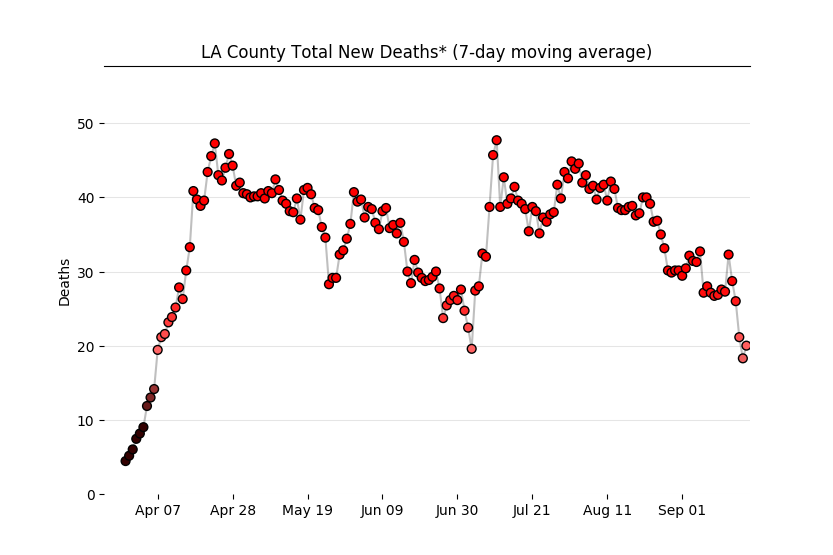 LA County Total New Deaths* (7-day moving average)
Deaths
50
40
30
20
10
0
Apr 07 Apr 28 May 19 Jun 09 Jun 30 Jul 21 Aug 11 Sep 01